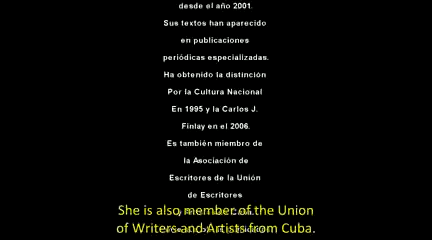 desde el año 2001.
Sus textos han aparecido
en publicaciones
periódicas especializadas.
Ha obtenido la distinción
Por la Cultura Nacional
En 1995 y la Carlos J.
Finlay en el 2006.
Es también miembro de
la Asociación de
Escritores de la Unión
de Escritores
She is also member of the Union
of Writers and Artists from Cuba.